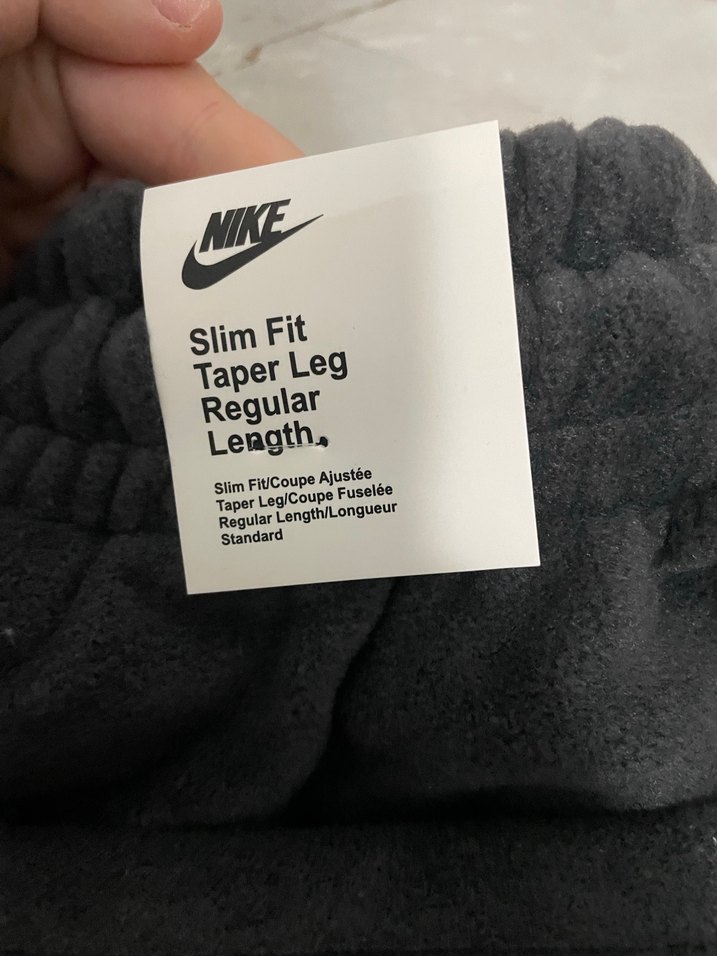 NIKE
Slim Fit
Taper Leg
Regular
Length
Slim Fit/Coupe Ajustée
Taper Leg/Coupe Fuselée
Regular Length/Longueur
Standard